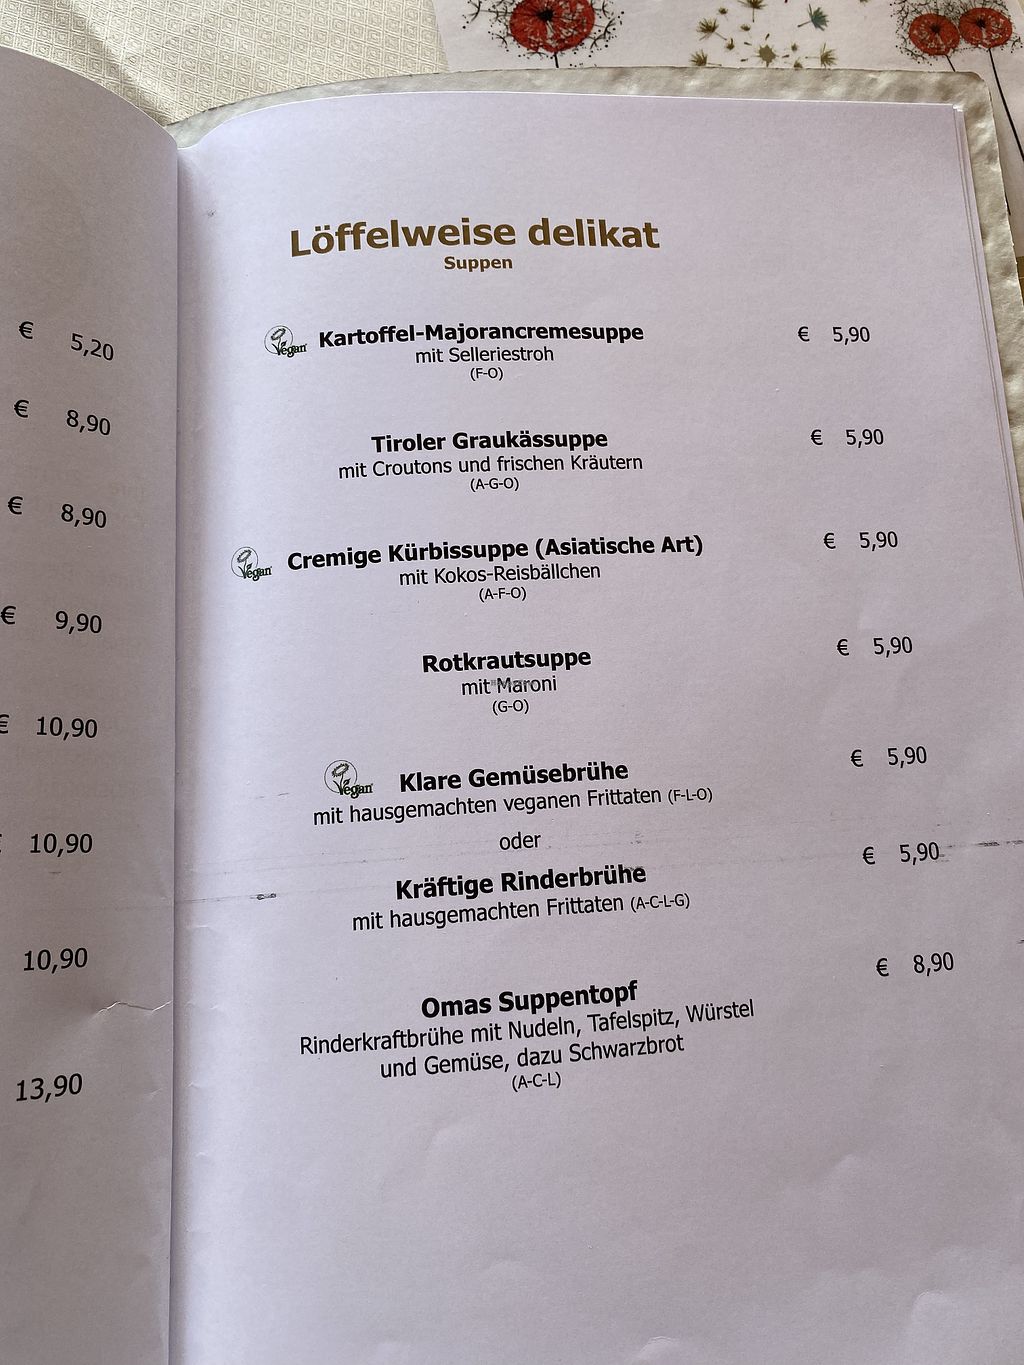 € 5,20
€ 8,90
€ 8,90
€ 9,90
€ 10,90
€ 10,90
10,90
13,90
Löffelweise delikat
Suppen
Vegan Kartoffel-Majorancremesuppe € 5,90
mit Selleriestroh
(F-O)
Tiroler Graukässuppe € 5,90
mit Croutons und frischen Kräutern
(A-G-O)
Vegan Cremige Kürbissuppe (Asiatische Art) € 5,90
mit Kokos-Reisbällchen
(A-F-O)
Rotkrautsuppe € 5,90
mit Maroni
(G-O)
Vegan Klare Gemüsebrühe € 5,90
mit hausgemachten veganen Frittaten (F-L-O)
oder
Kräftige Rinderbrühe € 5,90
mit hausgemachten Frittaten (A-C-L-G)
Omas Suppentopf € 8,90
Rinderkraftbrühe mit Nudeln, Tafelspitz, Würstel
und Gemüse, dazu Schwarzbrot
(A-C-L)